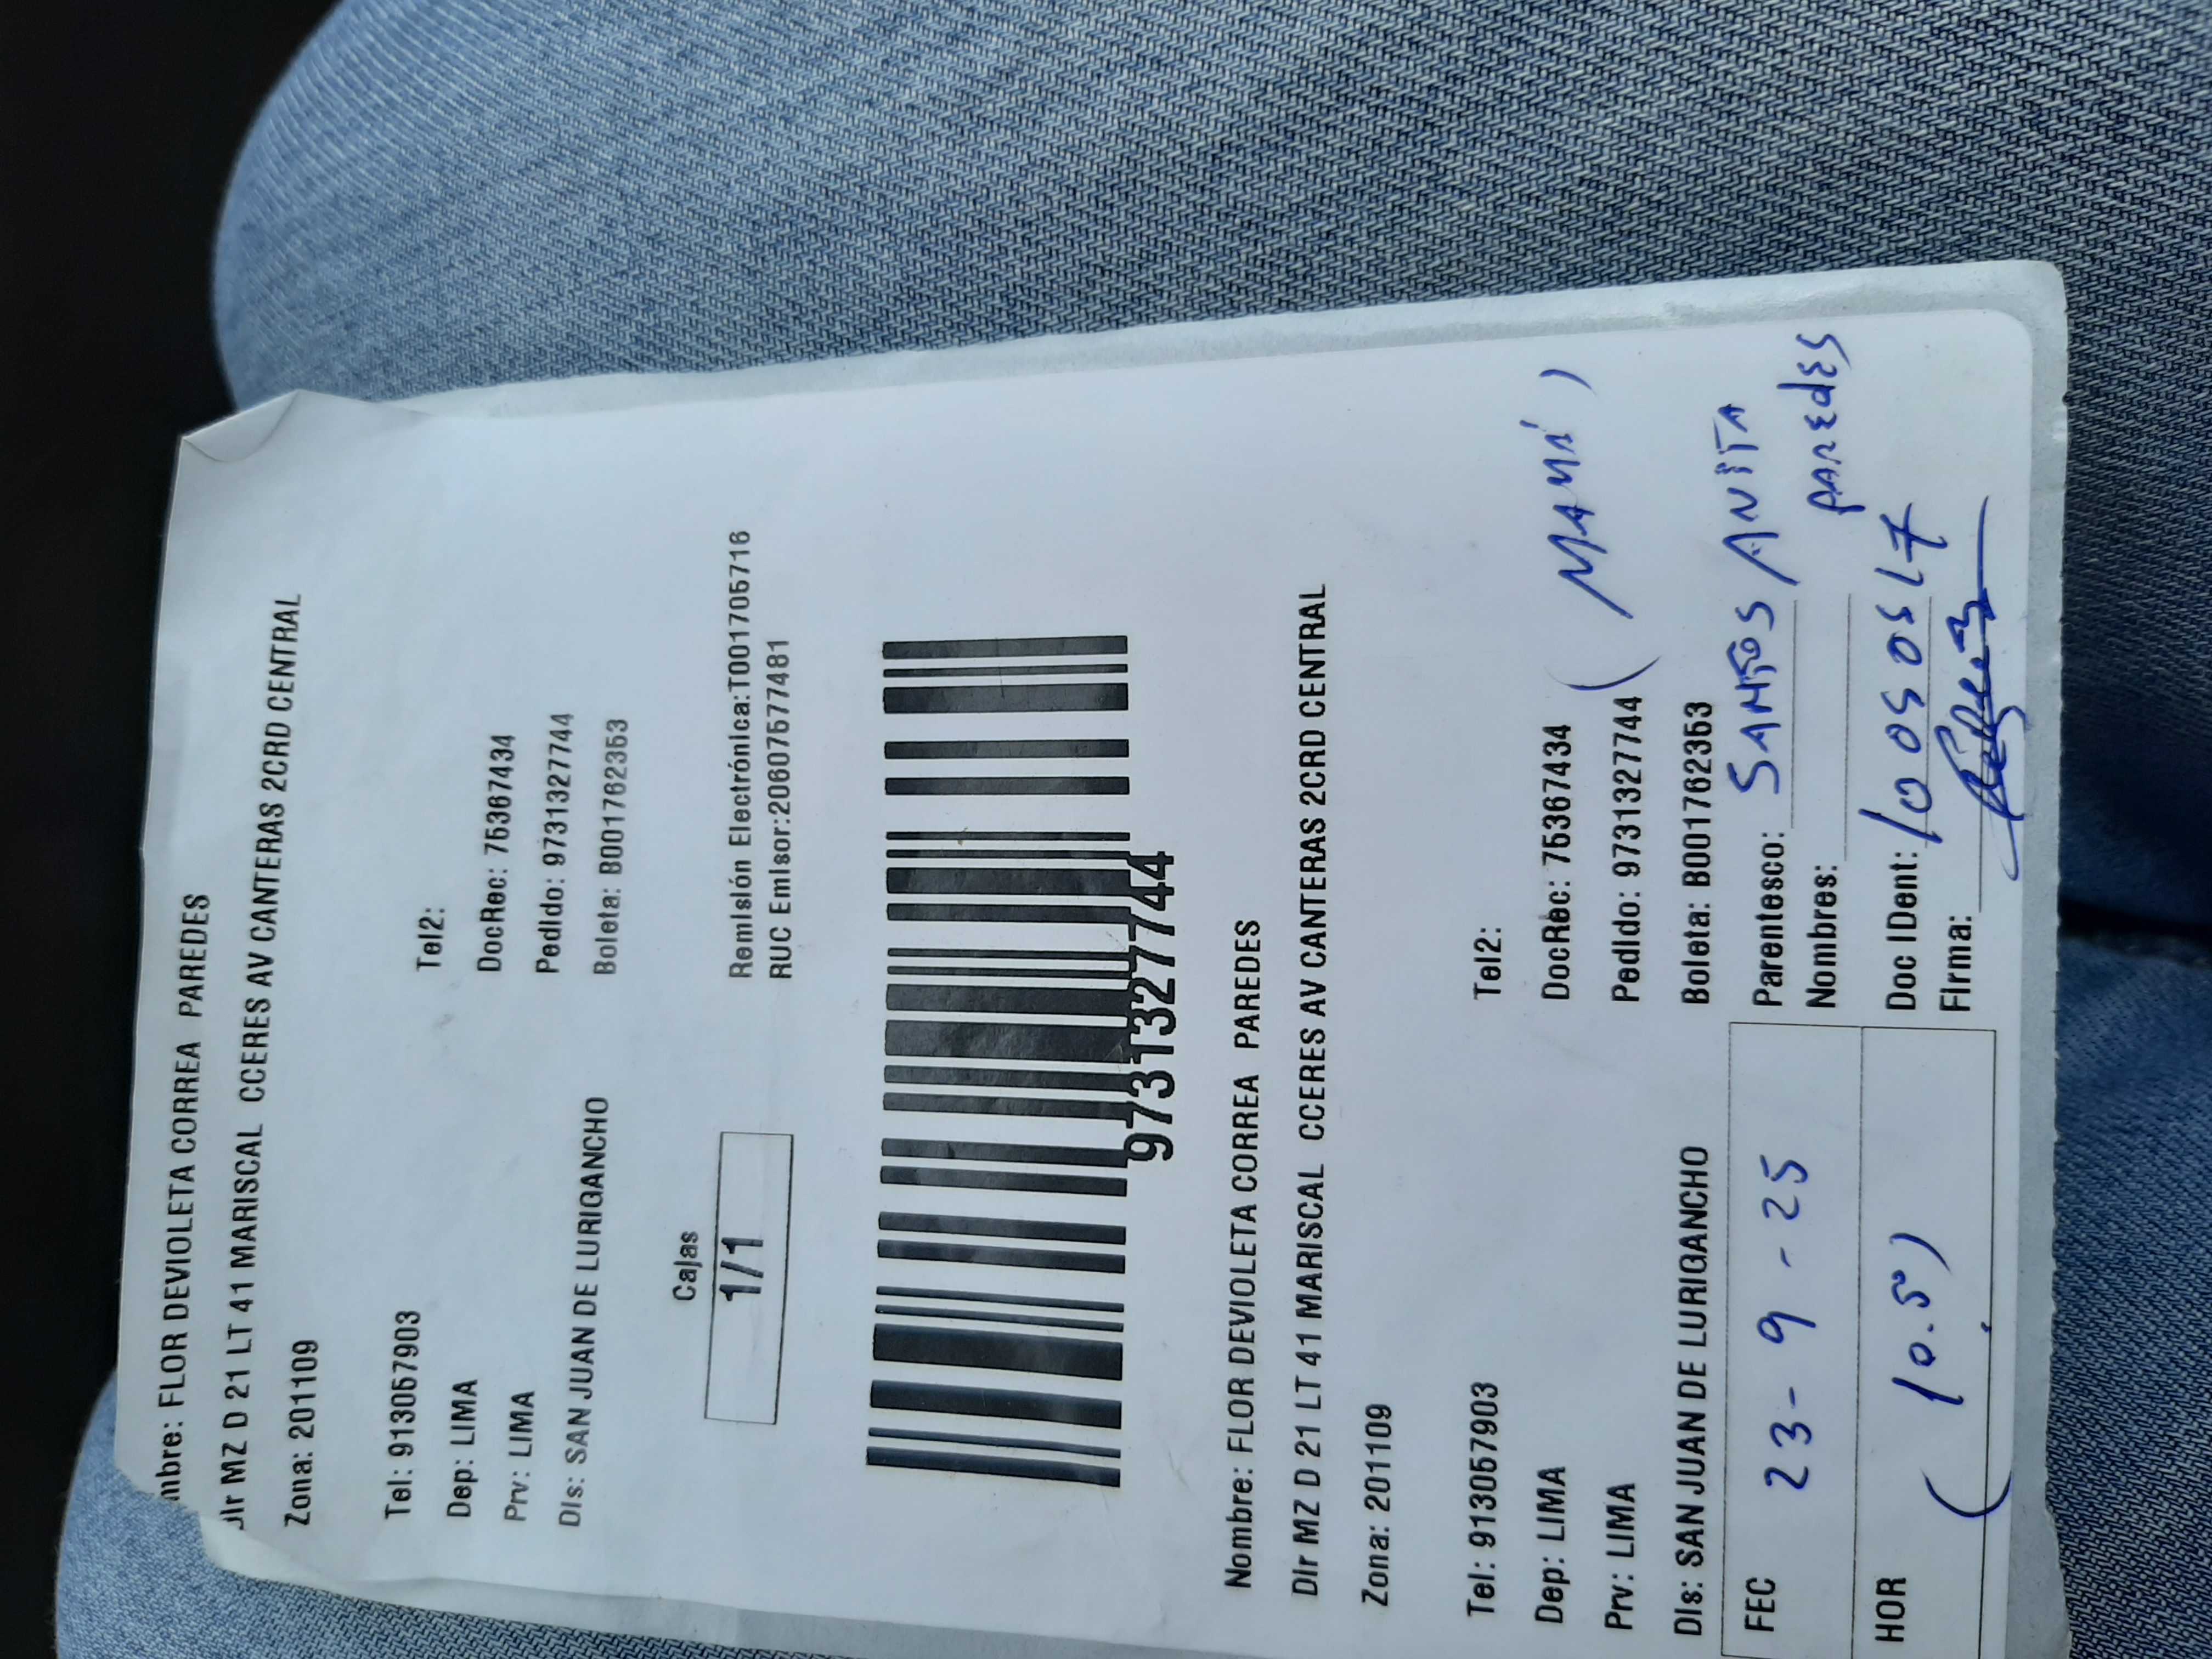 mbre: FLOR DEVIOLETA CORREA PAREDES
Dir MZ D 21 LT 41 MARISCAL CCERES AV CANTERAS 2CRD CENTRAL
Zona: 201109
Tel: 913057903 Tel2:
Dep: LIMA DocRec: 75367434
Prv: LIMA Pedido: 9731327744
Dis: SAN JUAN DE LURIGANCHO Boleta: B001762353
Cajas
1/1
Remisión Electrónica:T001705716
RUC Emisor:20607577481
9731327744
Nombre: FLOR DEVIOLETA CORREA PAREDES
Dir MZ D 21 LT 41 MARISCAL CCERES AV CANTERAS 2CRD CENTRAL
Zona: 201109
Tel: 913057903 Tel2:
Dep: LIMA DocRec: 75367434
Prv: LIMA Pedido: 9731327744 ( MAMÁ )
Dis: SAN JUAN DE LURIGANCHO Boleta: B001762353
FEC 23-9-25
Parentesco: SANTOS ANITA
Nombres: PAREdES
HOR (10.50)
Doc IDent: 10050517
Firma: